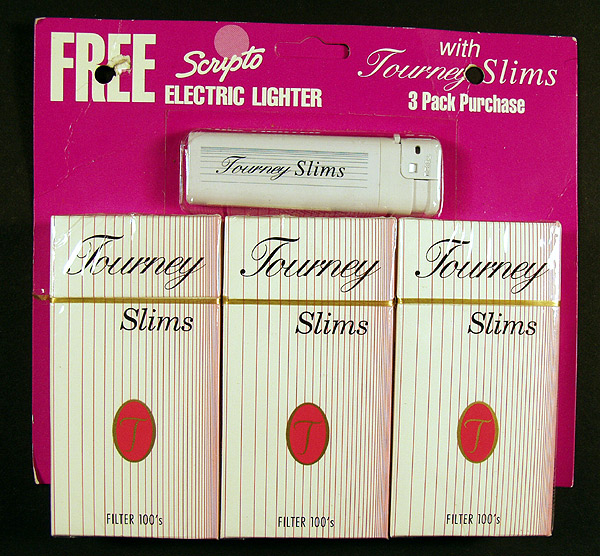 FREE Scripto ELECTRIC LIGHTER
with
Tourney Slims
3 Pack Purchase
Tourney Slims
Tourney
Slims
T
FILTER 100's
Tourney
Slims
T
FILTER 100's
Tourney
Slims
T
FILTER 100's